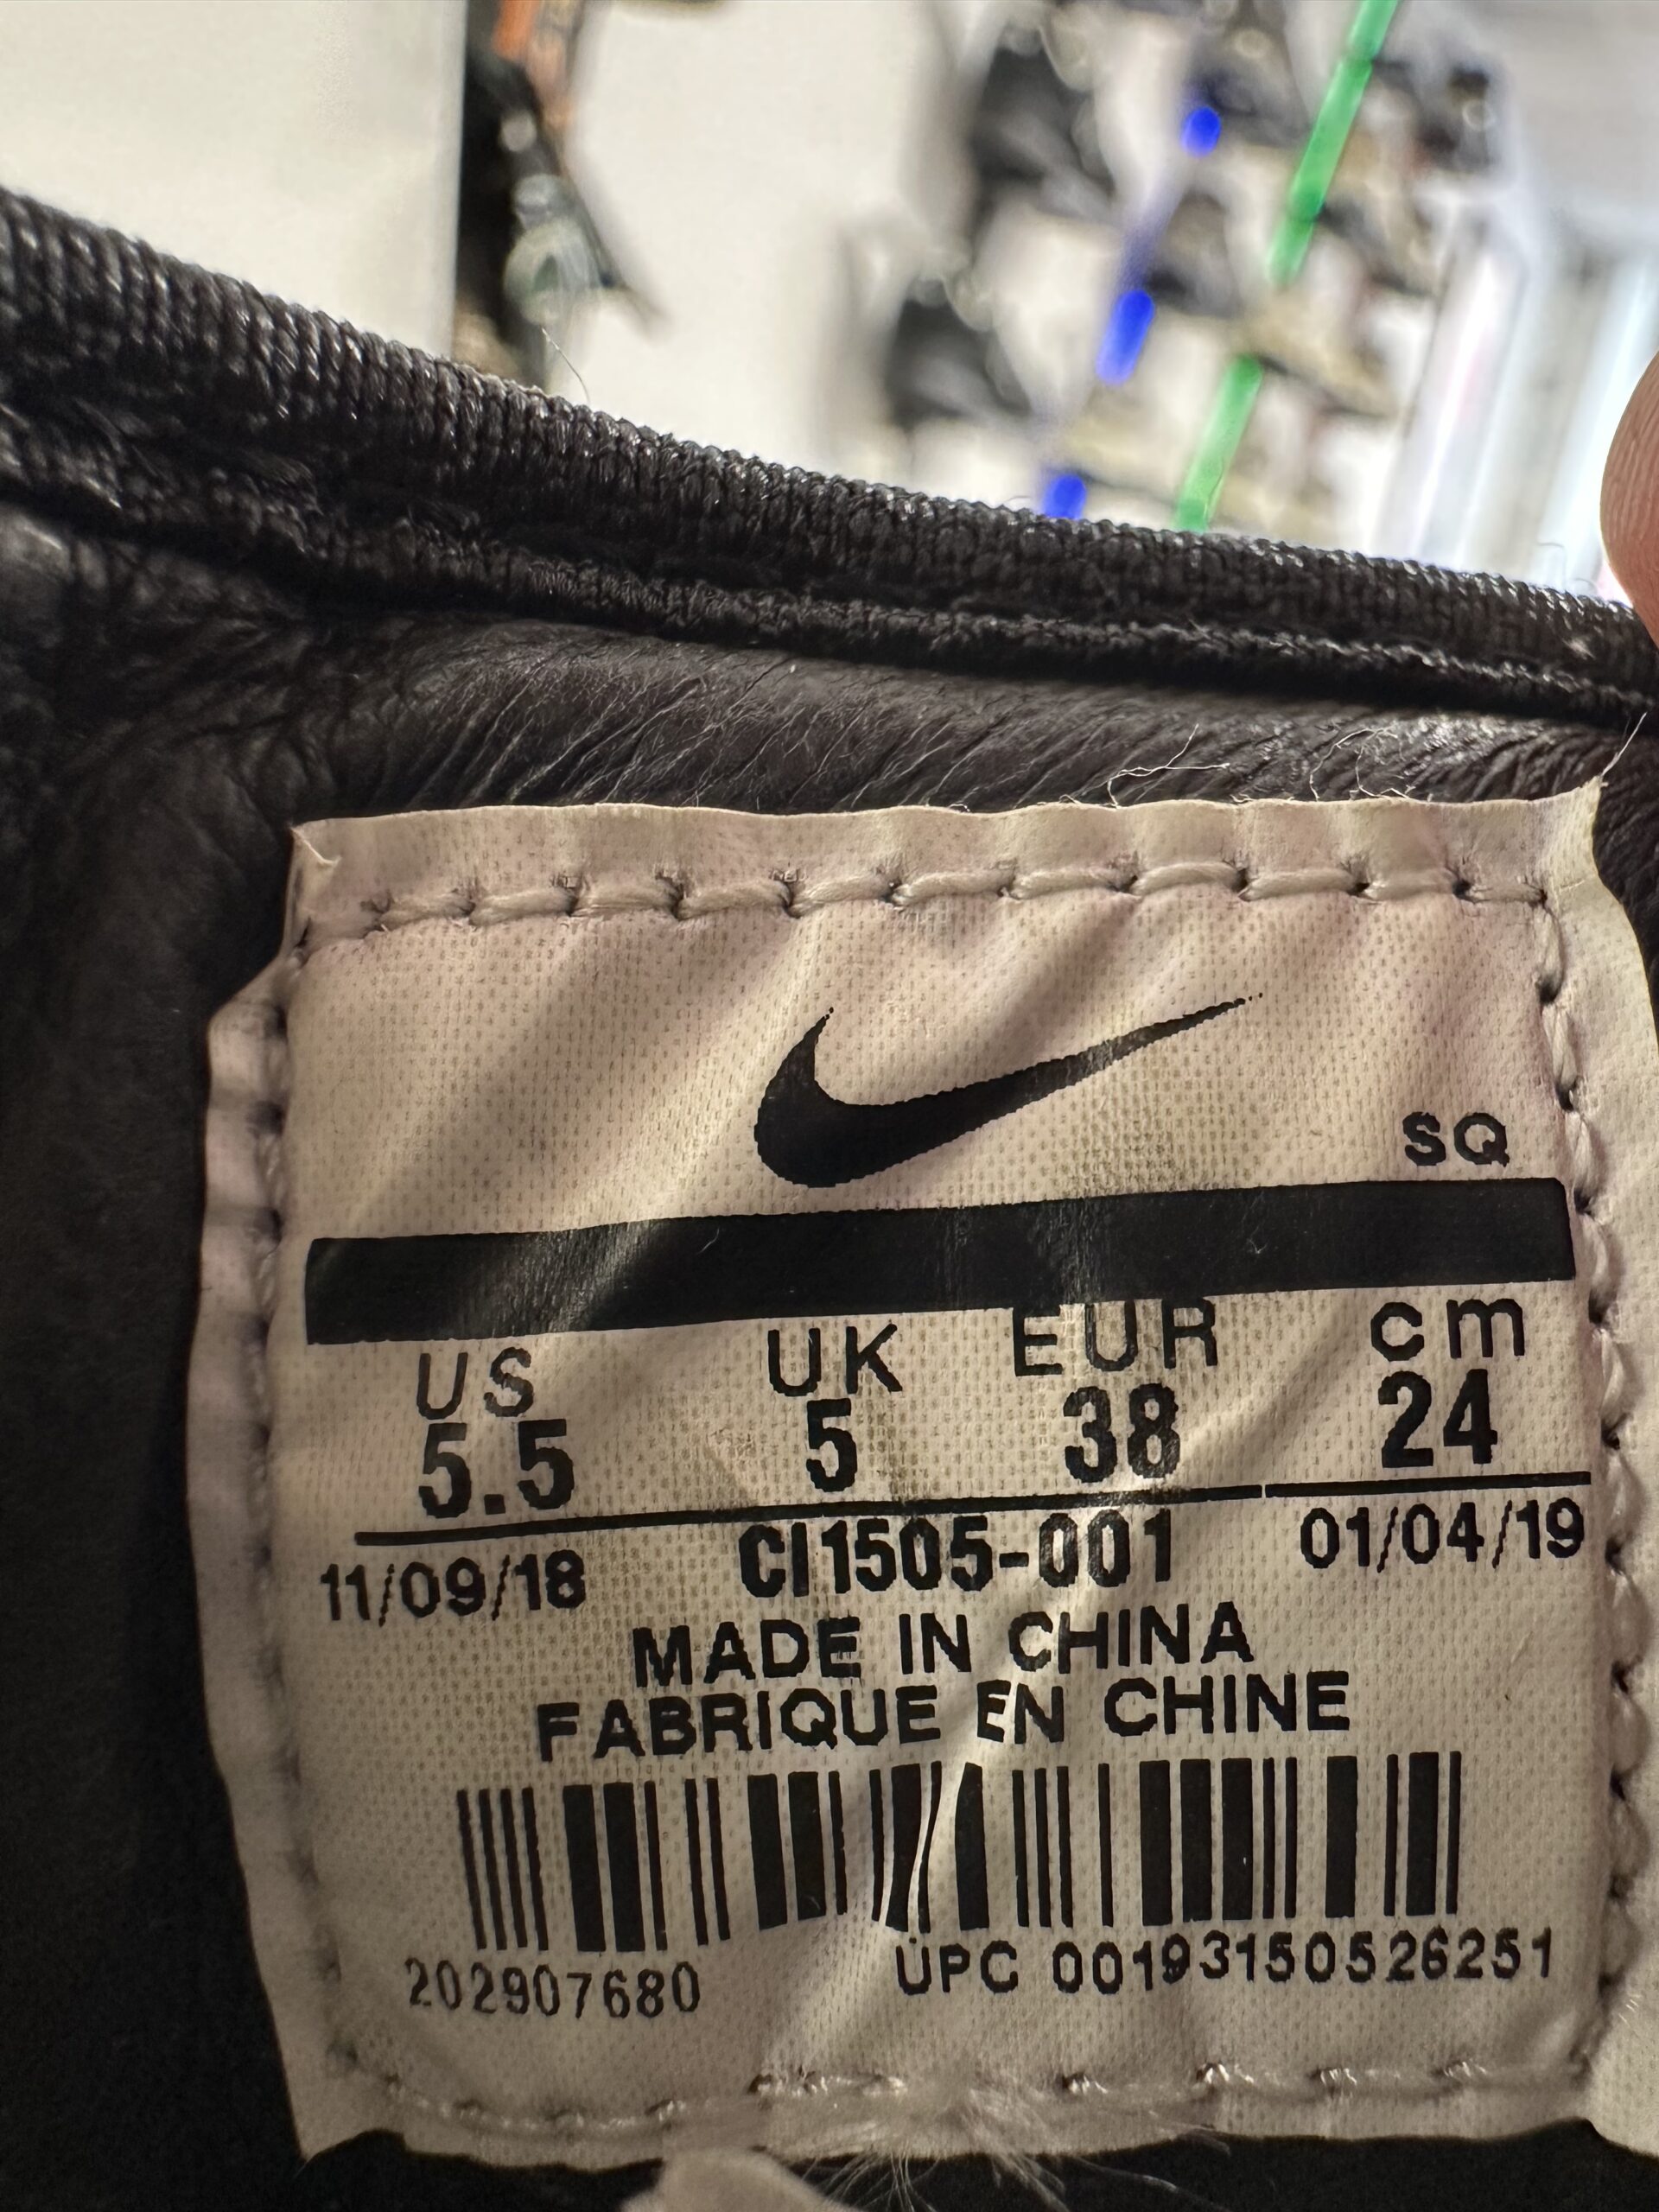 SQ
US UK EUR cm
5.5 5 38 24
11/09/18 CI1505-001 01/04/19
MADE IN CHINA
FABRIQUE EN CHINE
202907680 UPC 00193150526251